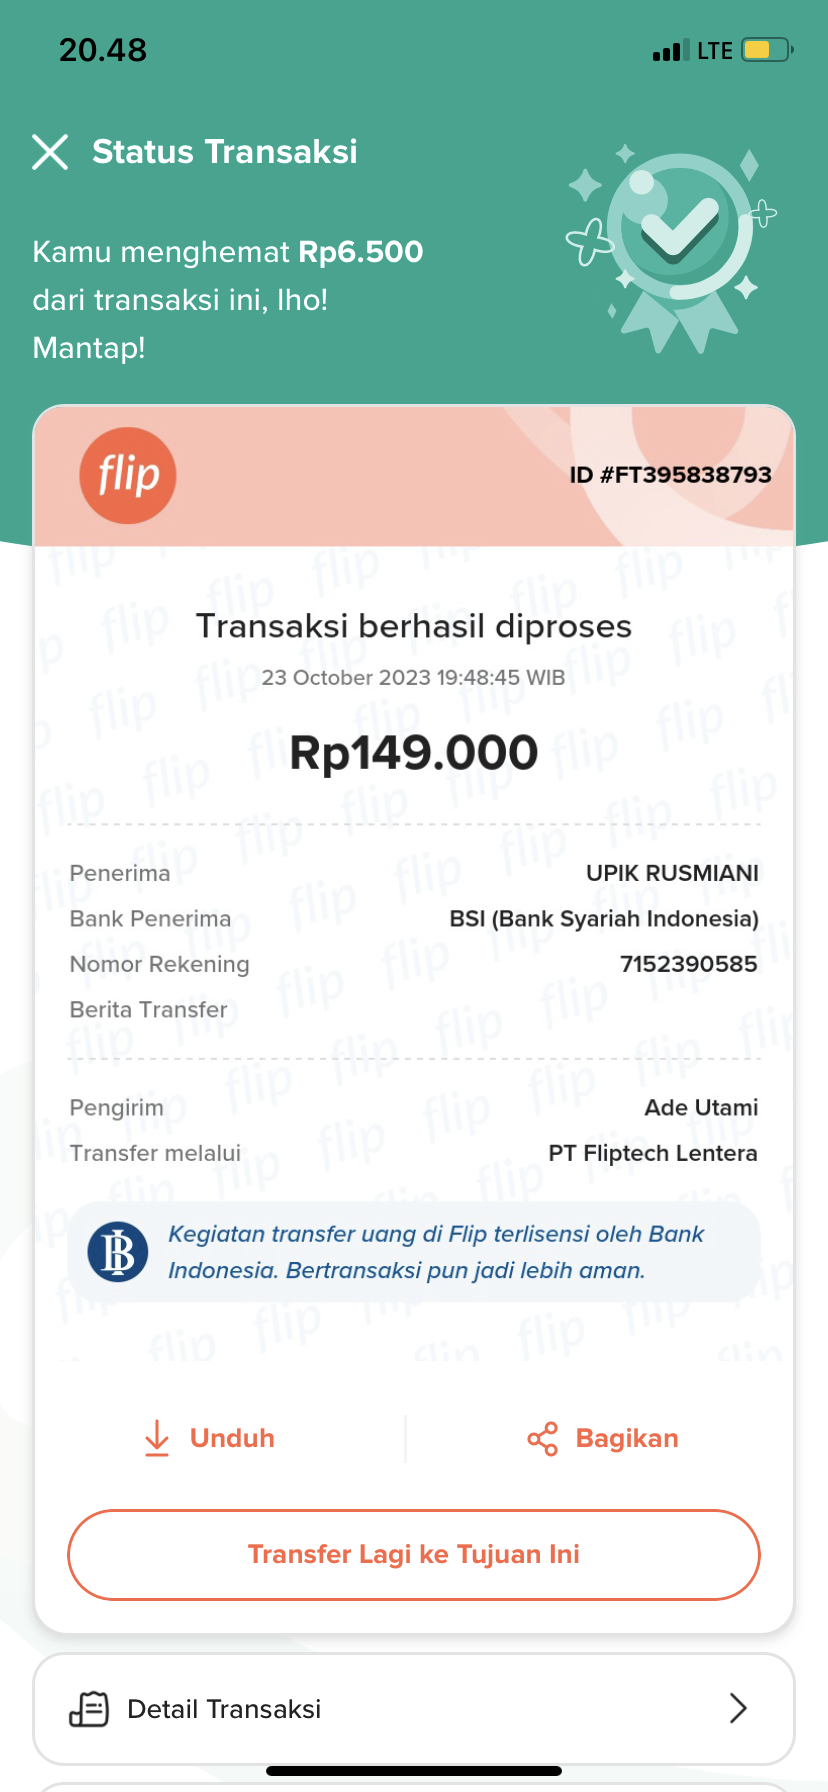 20.48
LTE
Status Transaksi
Kamu menghemat Rp6.500
dari transaksi ini, lho!
Mantap!
flip
ID #FT395838793
Transaksi berhasil diproses
23 October 2023 19:48:45 WIB
Rp149.000
Penerima UPIK RUSMIANI
Bank Penerima BSI (Bank Syariah Indonesia)
Nomor Rekening 7152390585
Berita Transfer
Pengirim Ade Utami
Transfer melalui PT Fliptech Lentera
Kegiatan transfer uang di Flip terlisensi oleh Bank
Indonesia. Bertransaksi pun jadi lebih aman.
Unduh
Bagikan
Transfer Lagi ke Tujuan Ini
Detail Transaksi